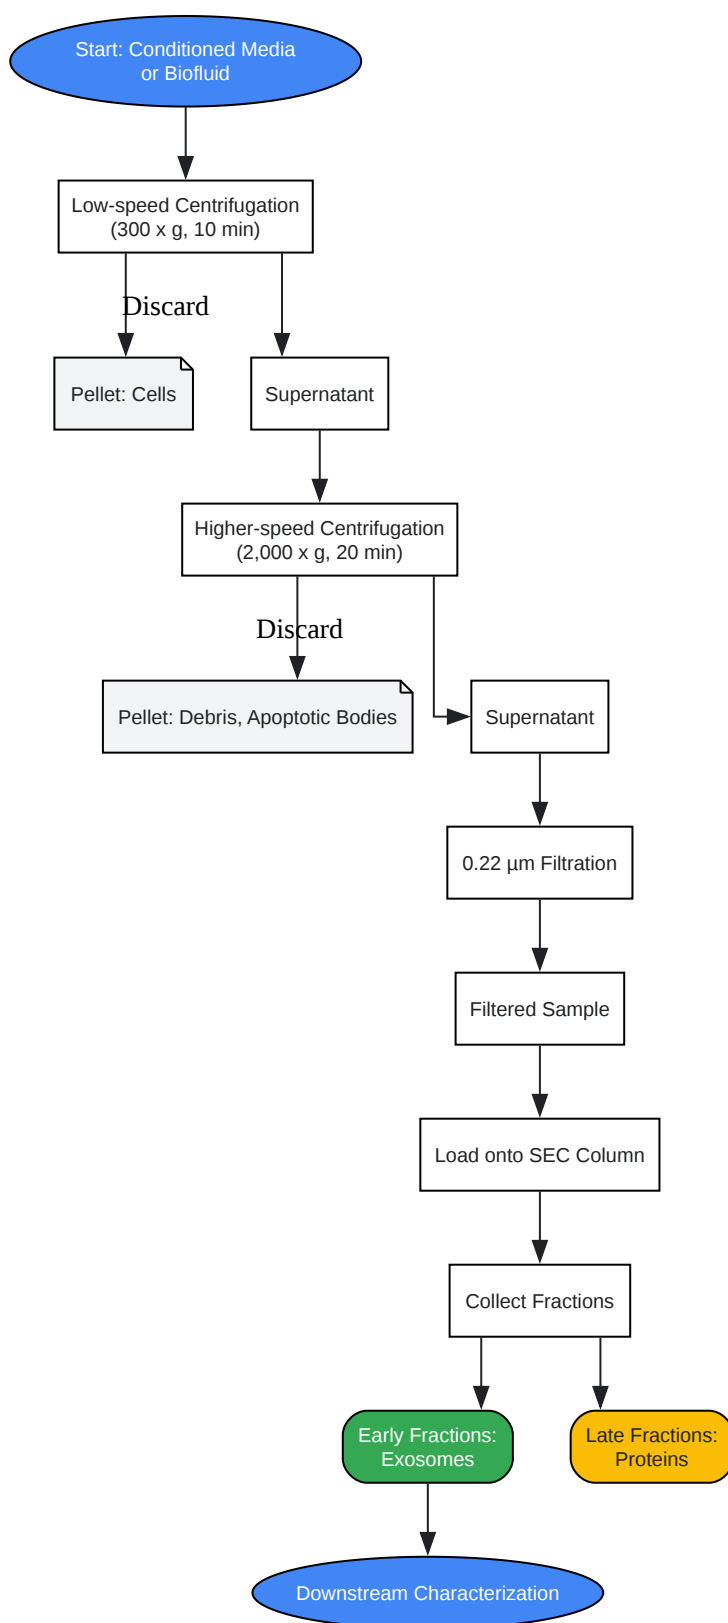 Start: Conditioned Media
or Biofluid
Low-speed Centrifugation
(300 x g, 10 min)
Discard
Pellet: Cells
Supernatant
Higher-speed Centrifugation
(2,000 x g, 20 min)
Discard
Pellet: Debris, Apoptotic Bodies
Supernatant
0.22 µm Filtration
Filtered Sample
Load onto SEC Column
Collect Fractions
Early Fractions:
Exosomes
Late Fractions:
Proteins
Downstream Characterization